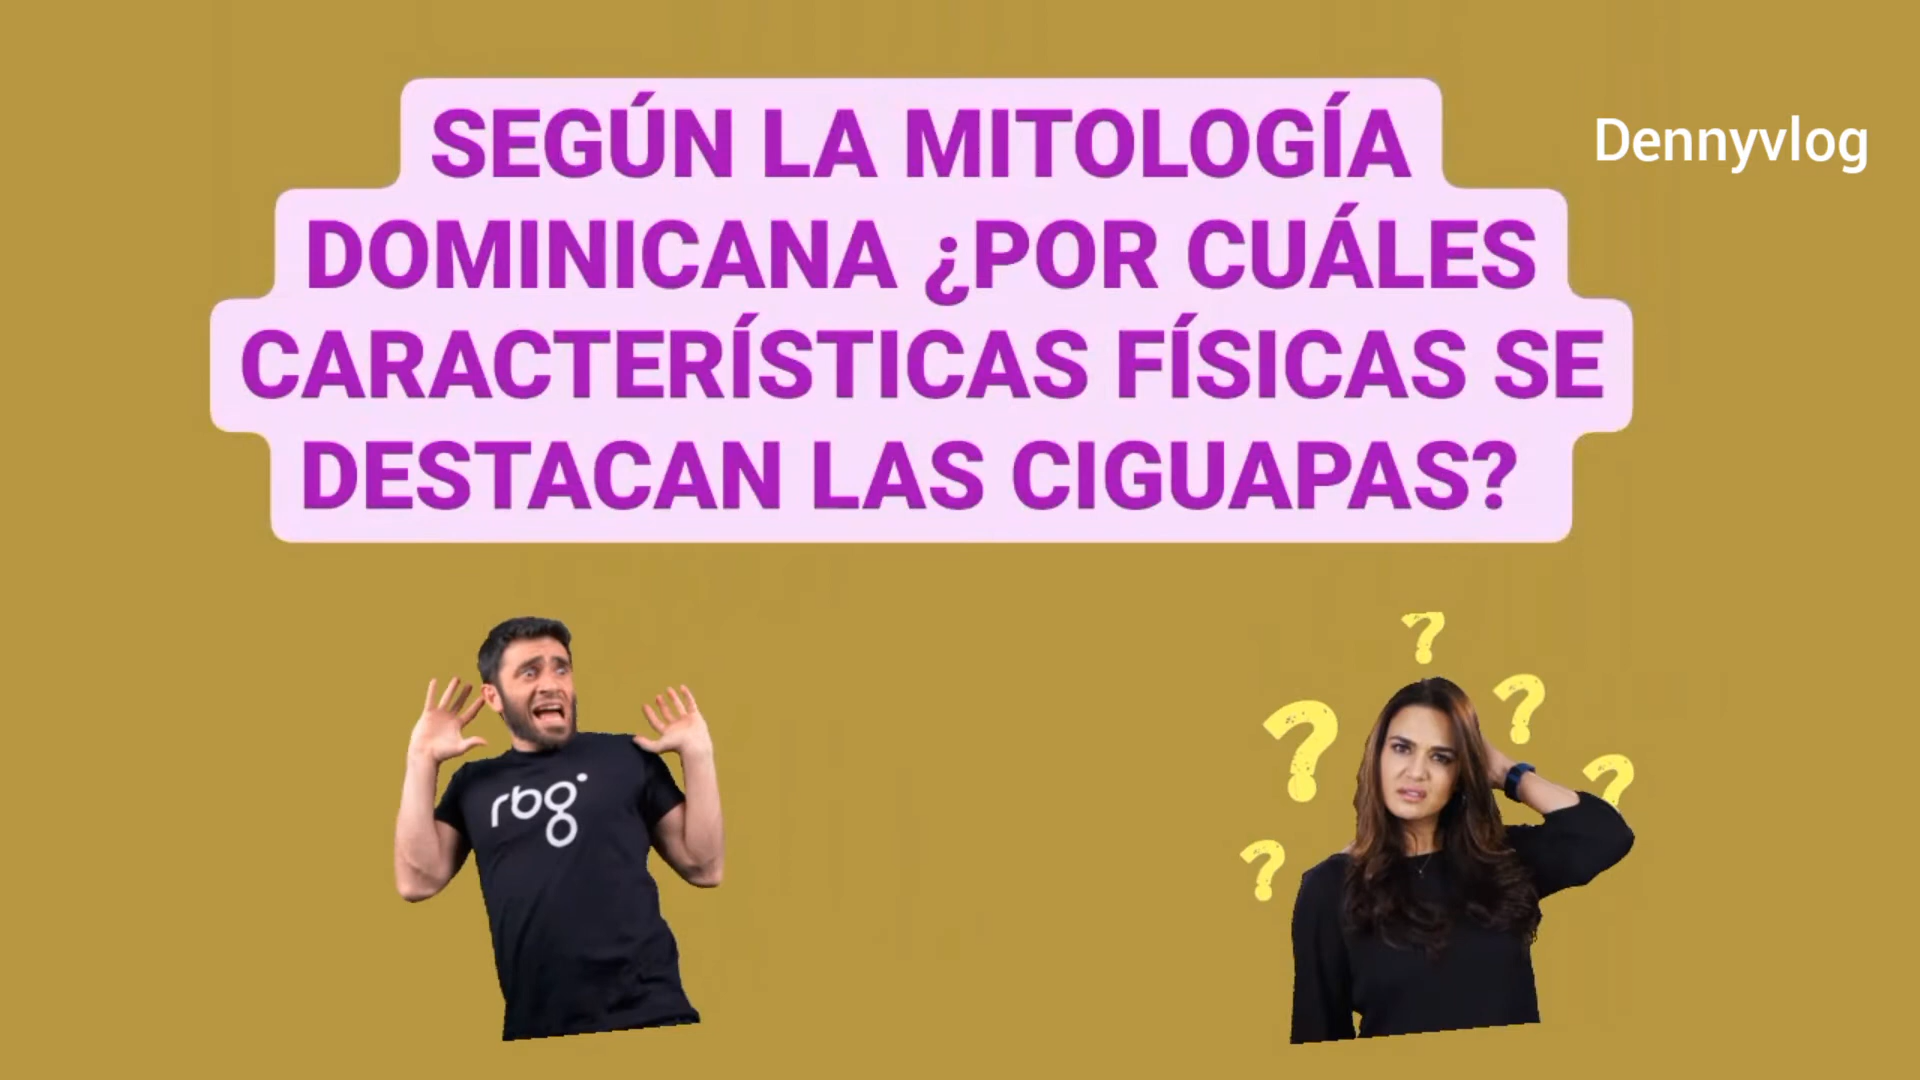 SEGÚN LA MITOLOGÍA
Dennyvlog
DOMINICANA ¿POR CUÁLES
CARACTERÍSTICAS FÍSICAS SE
DESTACAN LAS CIGUAPAS?
?
?
?
?
?
rbg